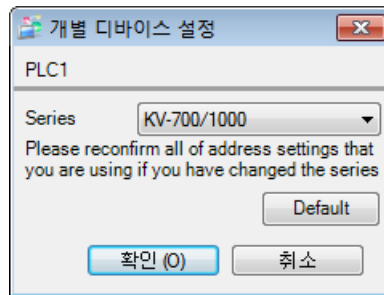 개별 디바이스 설정
PLC1
Series KV-700/1000
Please reconfirm all of address settings that
you are using if you have changed the series
Default
확인 (O) 취소